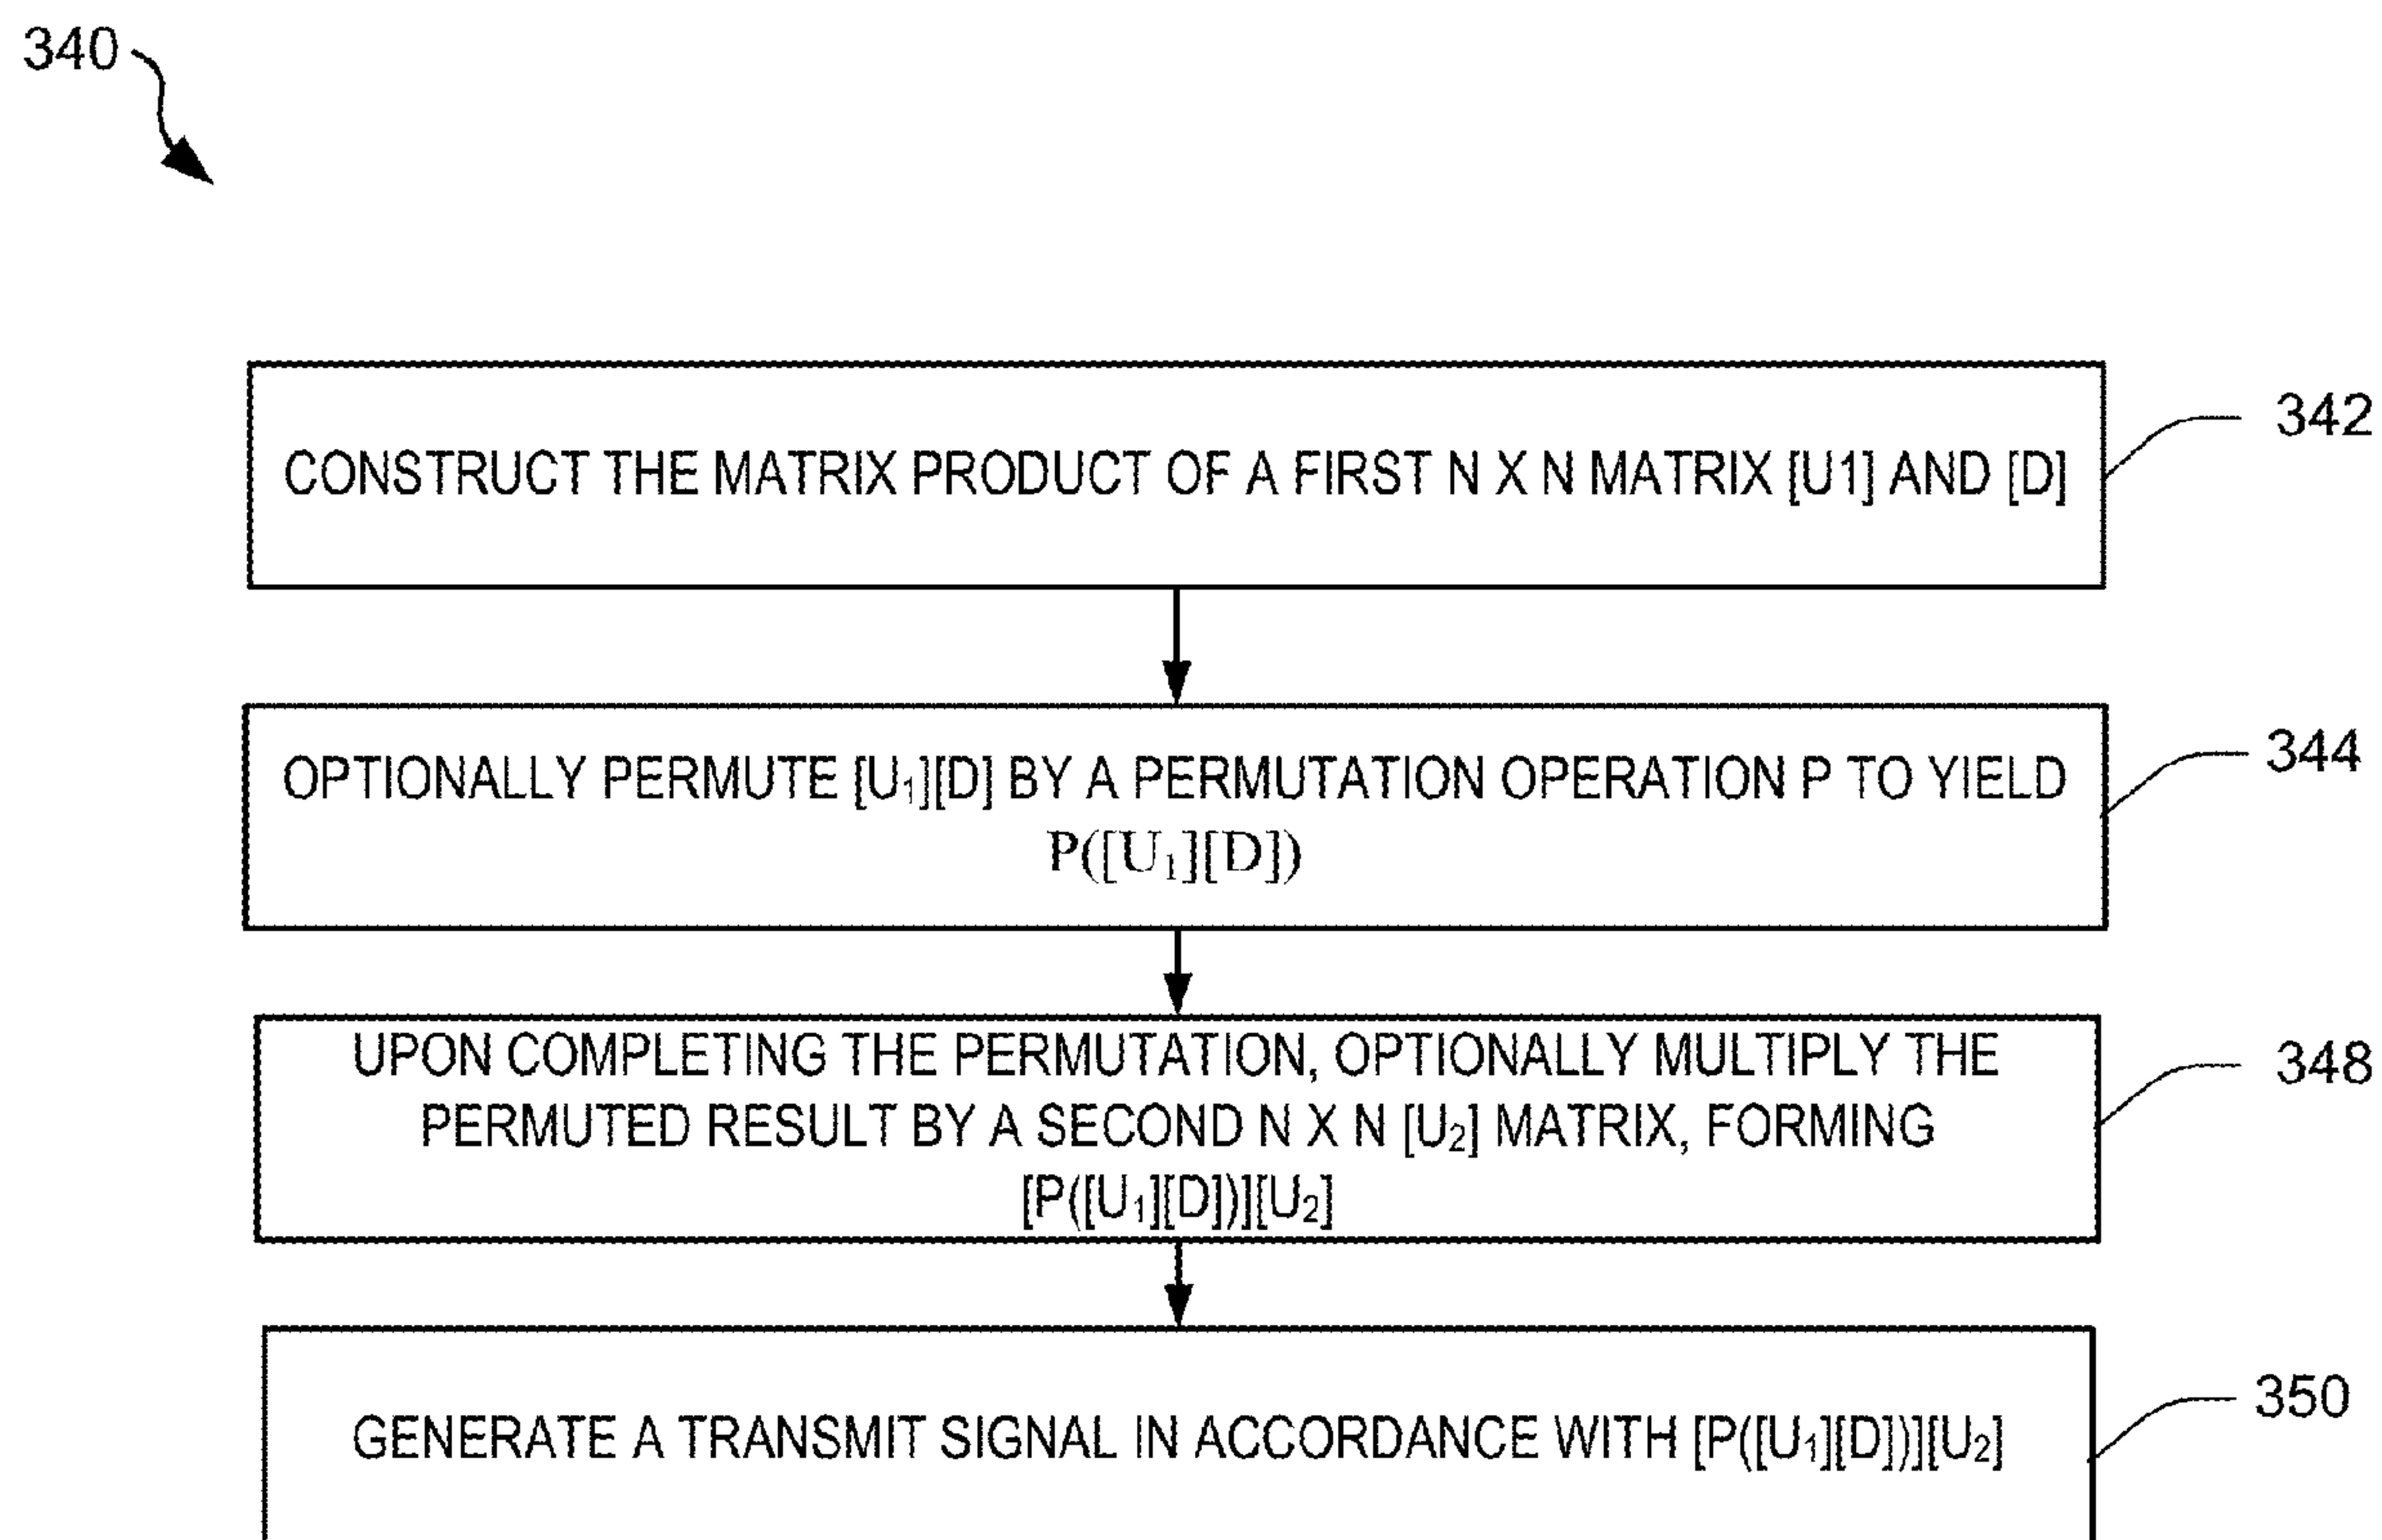 340
CONSTRUCT THE MATRIX PRODUCT OF A FIRST N X N MATRIX [U1] AND [D]
342
OPTIONALLY PERMUTE [U₁][D] BY A PERMUTATION OPERATION P TO YIELD
P([U₁][D])
344
UPON COMPLETING THE PERMUTATION, OPTIONALLY MULTIPLY THE
PERMUTED RESULT BY A SECOND N X N [U₂] MATRIX, FORMING
[P([U₁][D])][U₂]
348
GENERATE A TRANSMIT SIGNAL IN ACCORDANCE WITH [P([U₁][D])][U₂]
350